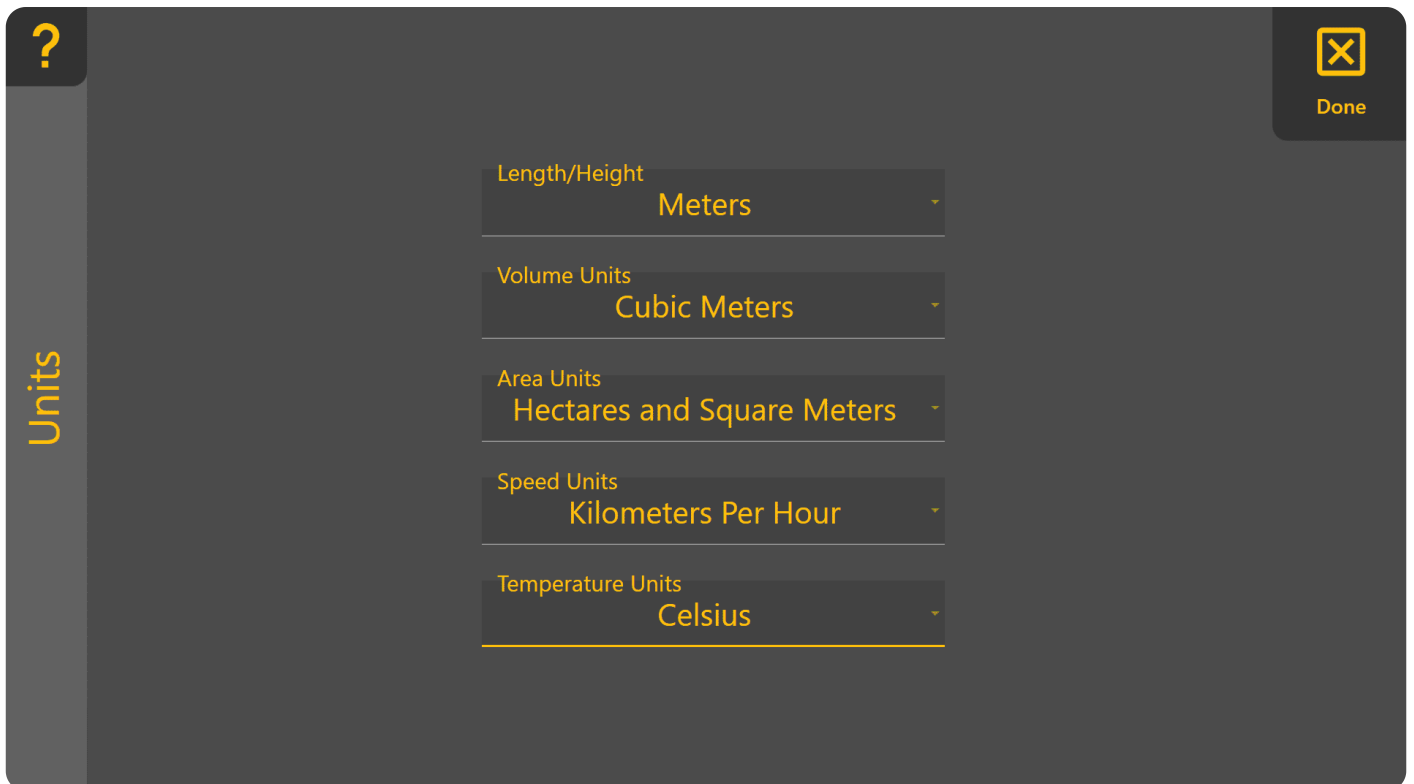 ?
Done
Length/Height
Meters
Volume Units
Cubic Meters
Area Units
Hectares and Square Meters
Units
Speed Units
Kilometers Per Hour
Temperature Units
Celsius